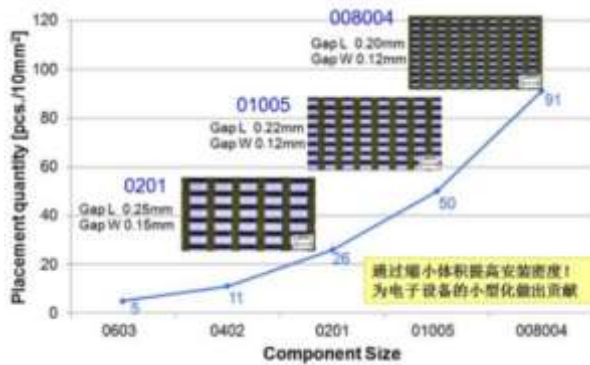 120
008004
Gap L 0.20mm
Gap W 0.12mm
100
91
01005
Gap L 0.22mm
Gap W 0.12mm
80
60
0201
Gap L 0.25mm
Gap W 0.15mm
50
40
26
20
11
5
0
通过缩小体积提高安装密度!
为电子设备的小型化做出贡献
0603
0402
0201
01005
008004
Component Size
Placement quantity [pcs./10mm²]